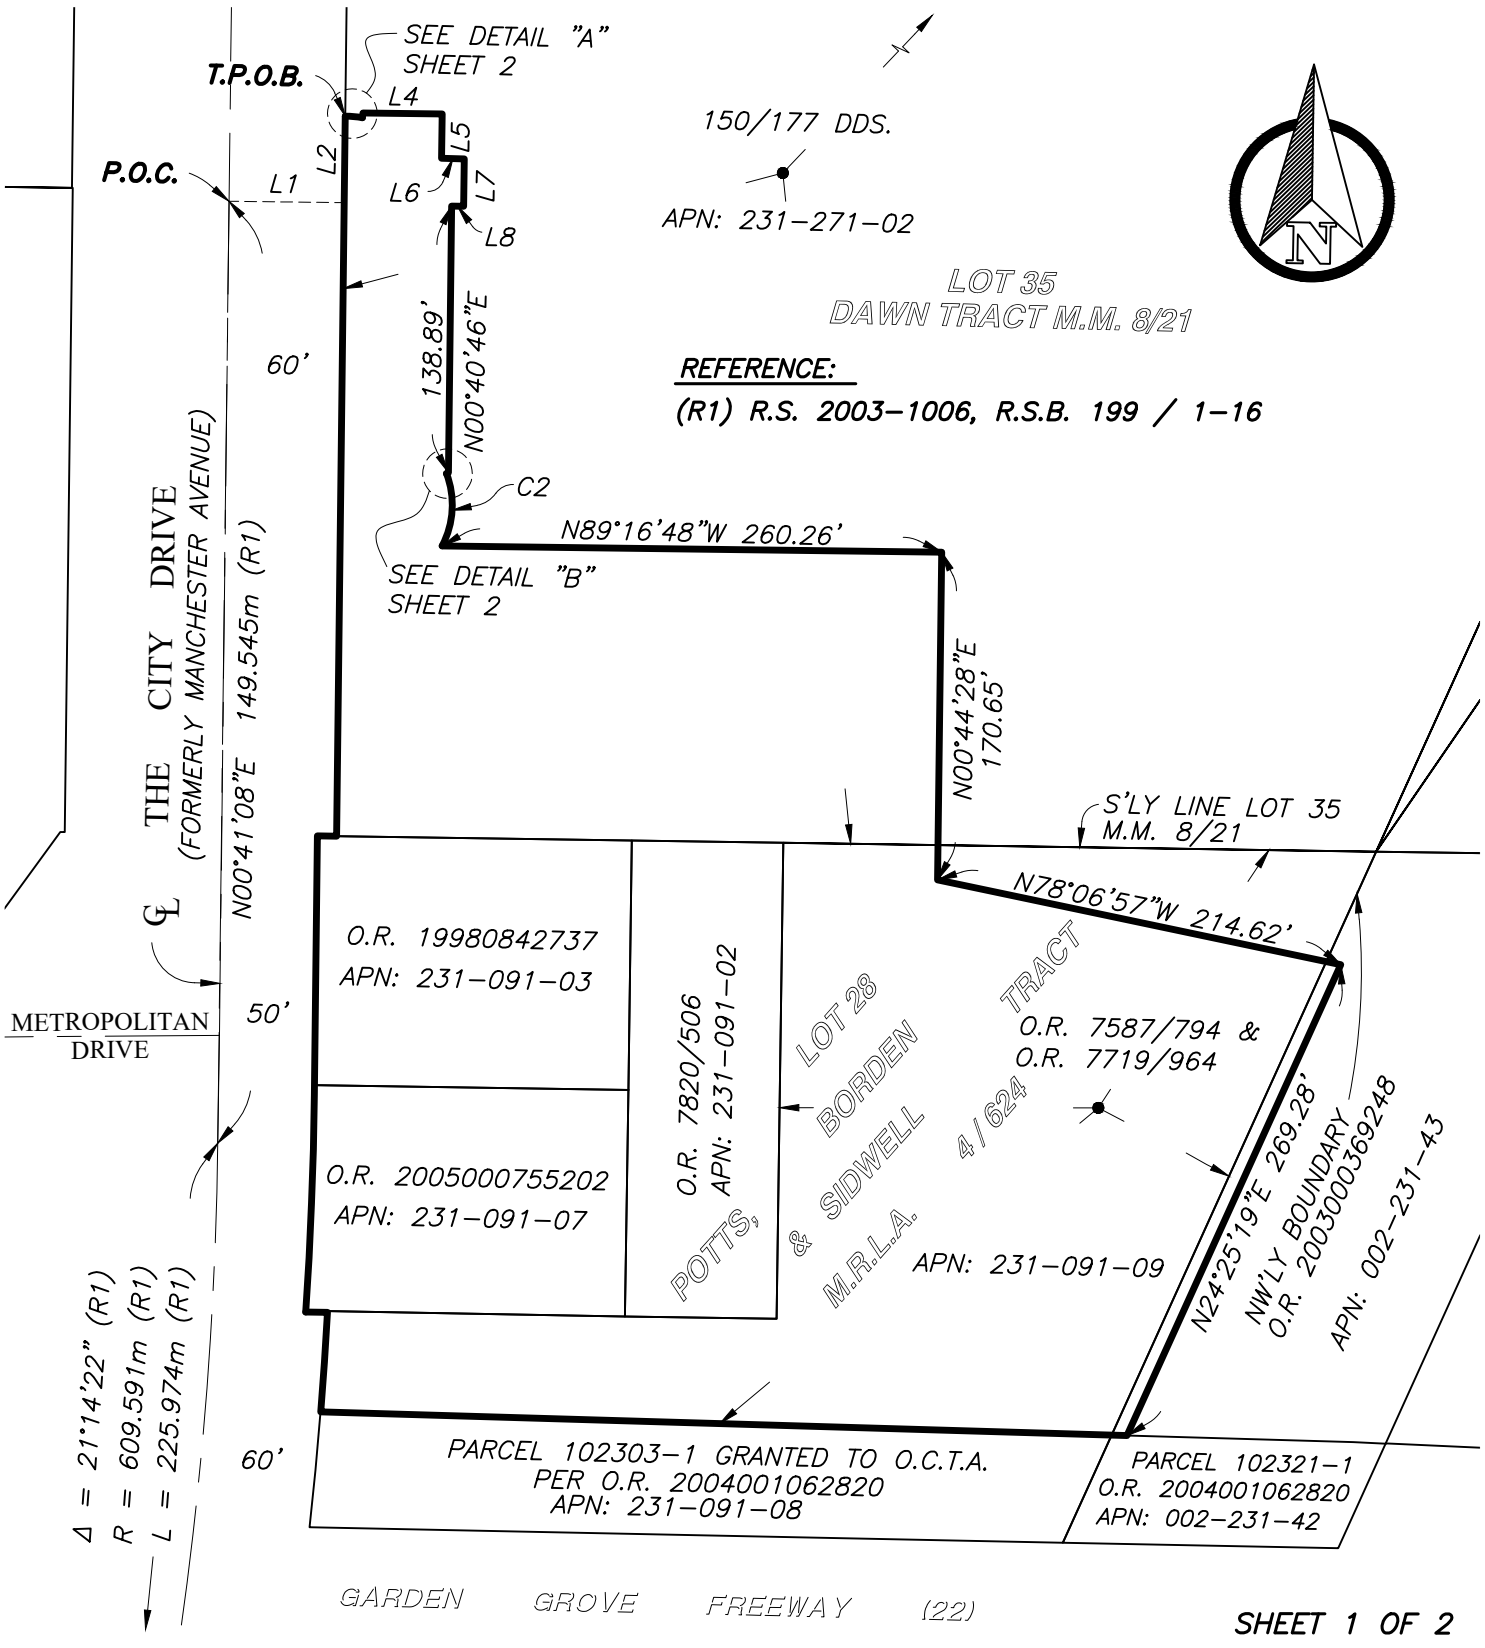 SEE DETAIL "A"
SHEET 2
T.P.O.B.
L4
L5
L2
P.O.C.
L1
L6
L7
L8
150/177 DDS.
APN: 231-271-02
N
LOT 35
DAWN TRACT M.M. 8/21
REFERENCE:
(R1) R.S. 2003-1006, R.S.B. 199 / 1-16
60'
138.89'
N00°40'46"E
C2
N89°16'48"W 260.26'
SEE DETAIL "B"
SHEET 2
℄ THE CITY DRIVE
(FORMERLY MANCHESTER AVENUE)
N00°41'08"E 149.545m (R1)
N00°44'28"E
170.65'
S'LY LINE LOT 35
M.M. 8/21
N78°06'57"W 214.62'
O.R. 19980842737
APN: 231-091-03
O.R. 7820/506
APN: 231-091-02
METROPOLITAN
DRIVE
50'
O.R. 2005000755202
APN: 231-091-07
LOT 28
POTTS, BORDEN
& SIDWELL TRACT
M.R.L.A. 4/624
O.R. 7587/794 &
O.R. 7719/964
APN: 231-091-09
N24°25'19"E 269.28'
NW'LY BOUNDARY
O.R. 2003000369248
APN: 002-231-43
Δ = 21°14'22" (R1)
R = 609.591m (R1)
L = 225.974m (R1)
60'
PARCEL 102303-1 GRANTED TO O.C.T.A.
PER O.R. 2004001062820
APN: 231-091-08
PARCEL 102321-1
O.R. 2004001062820
APN: 002-231-42
GARDEN GROVE FREEWAY (22)
SHEET 1 OF 2